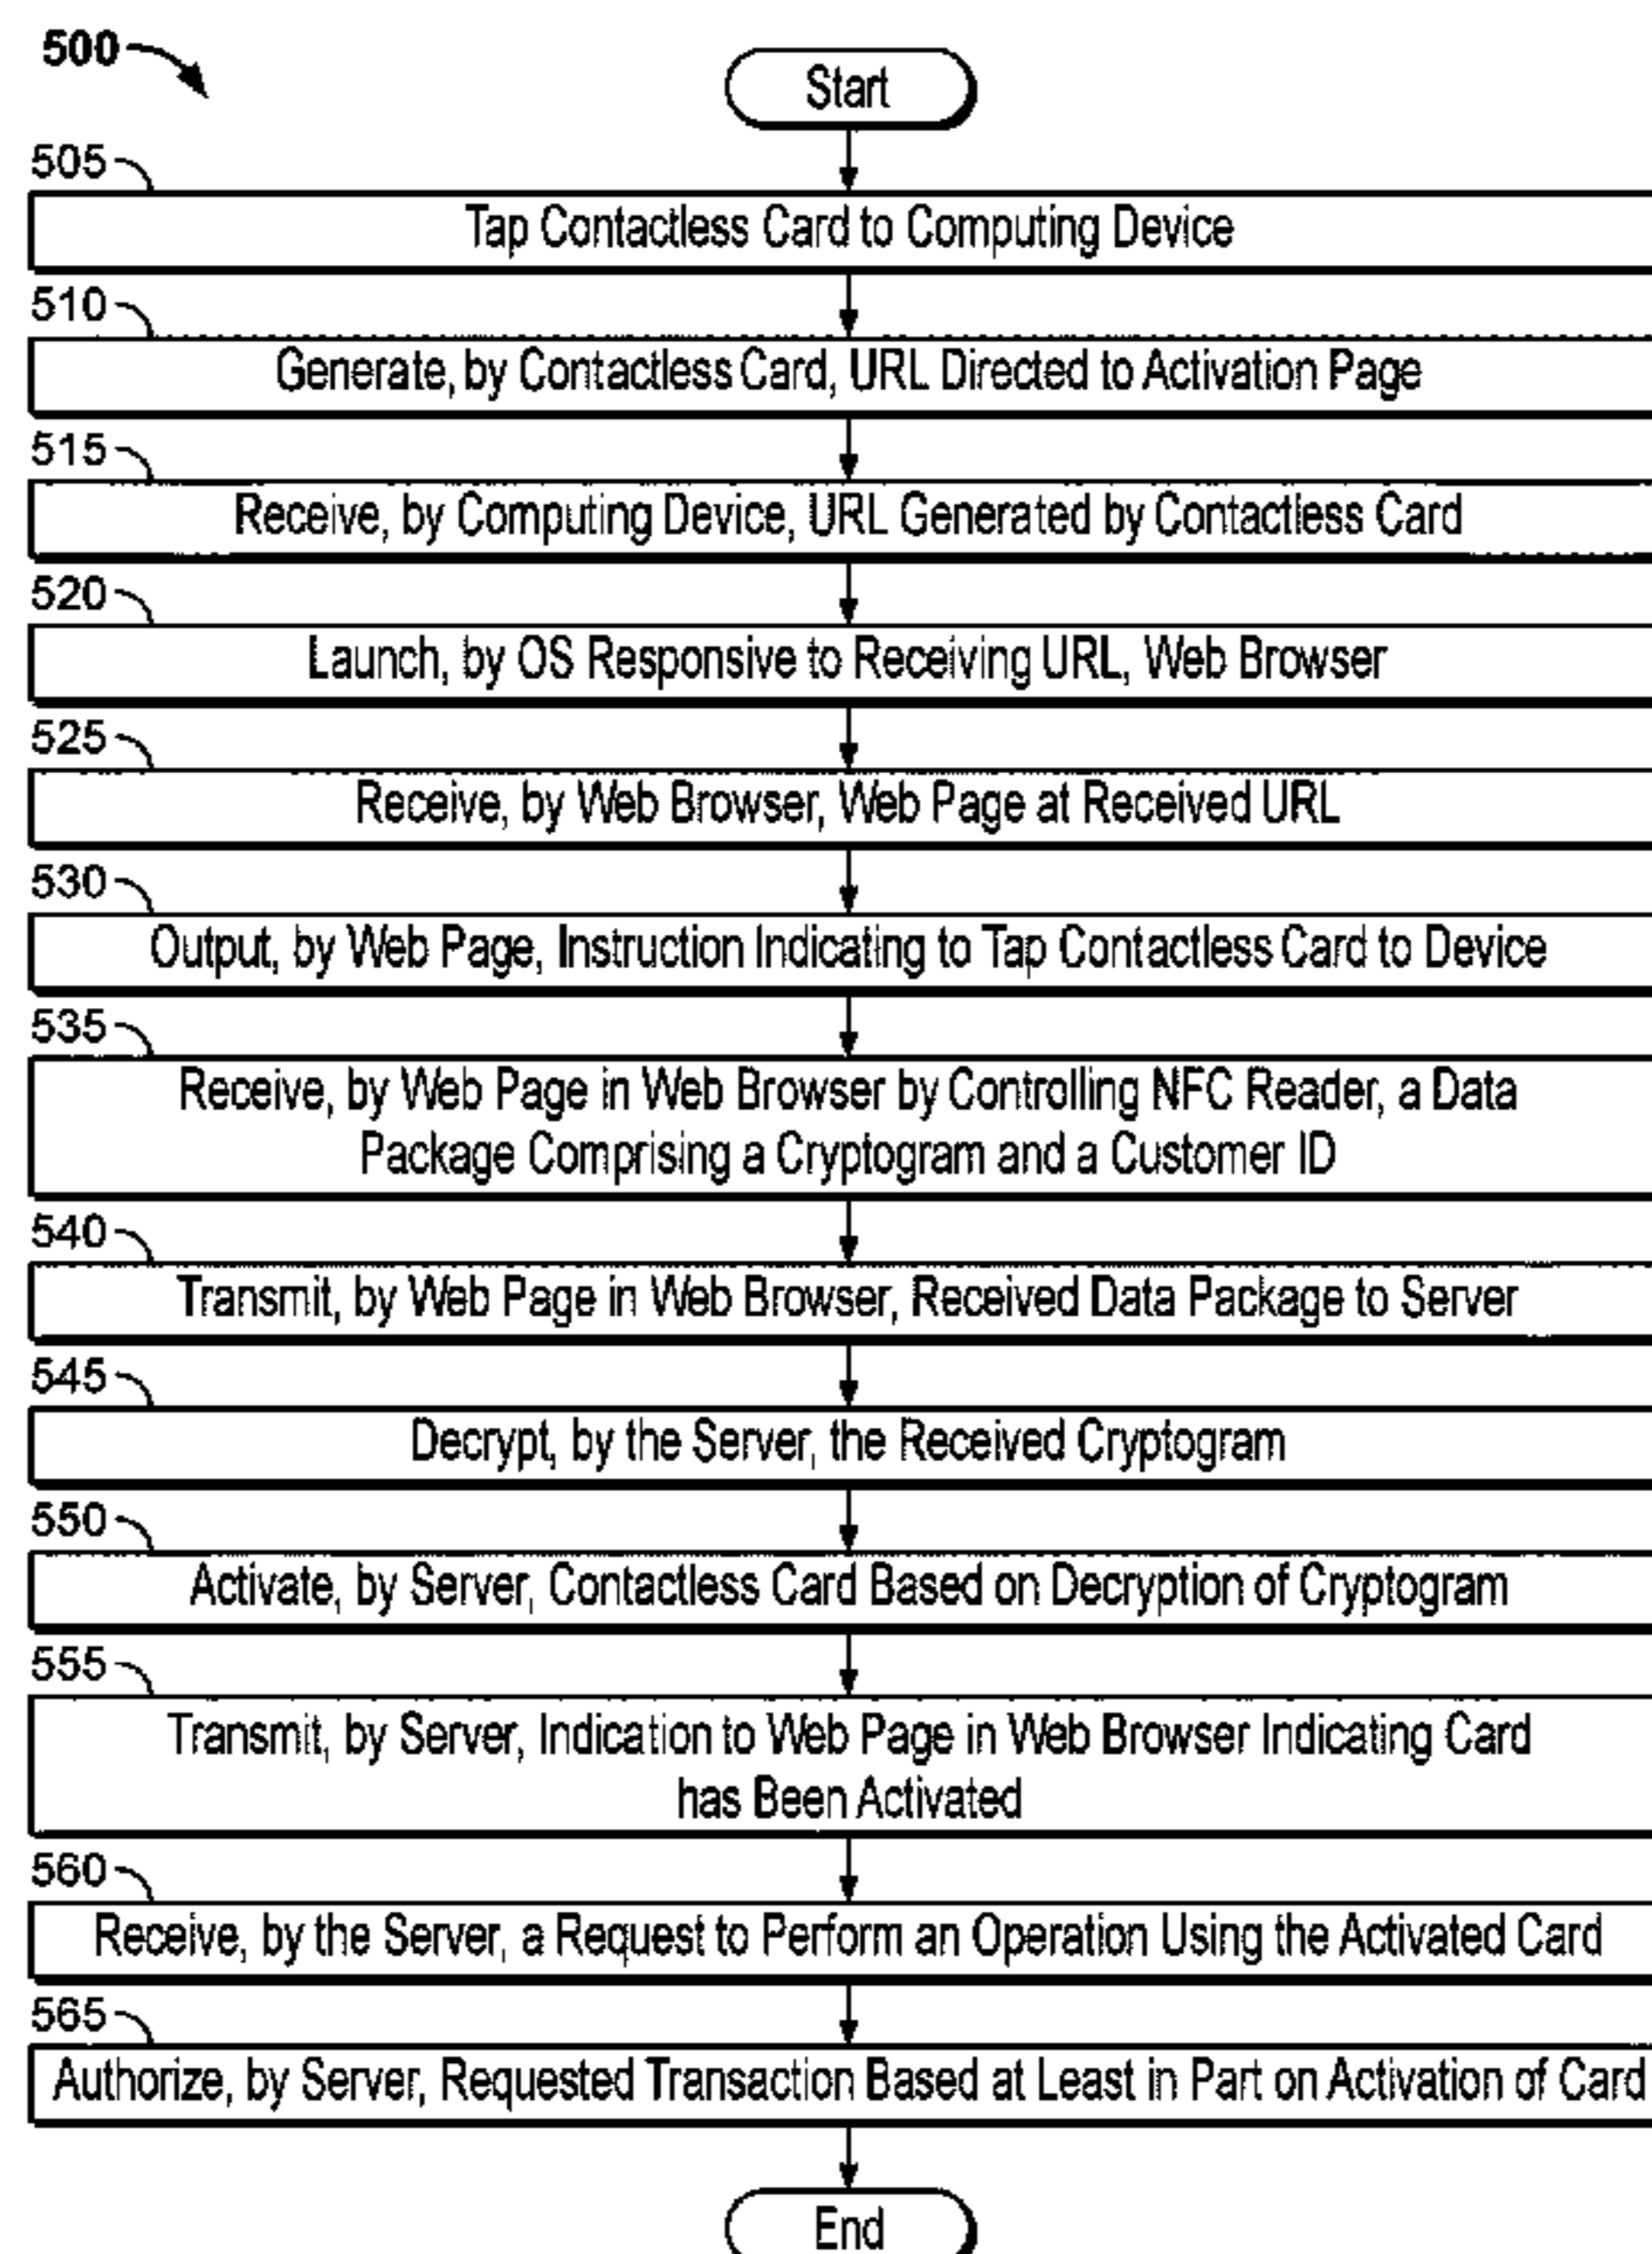 500
Start
505
Tap Contactless Card to Computing Device
510
Generate, by Contactless Card, URL Directed to Activation Page
515
Receive, by Computing Device, URL Generated by Contactless Card
520
Launch, by OS Responsive to Receiving URL, Web Browser
525
Receive, by Web Browser, Web Page at Received URL
530
Output, by Web Page, Instruction Indicating to Tap Contactless Card to Device
535
Receive, by Web Page in Web Browser by Controlling NFC Reader, a Data
Package Comprising a Cryptogram and a Customer ID
540
Transmit, by Web Page in Web Browser, Received Data Package to Server
545
Decrypt, by the Server, the Received Cryptogram
550
Activate, by Server, Contactless Card Based on Decryption of Cryptogram
555
Transmit, by Server, Indication to Web Page in Web Browser Indicating Card
has Been Activated
560
Receive, by the Server, a Request to Perform an Operation Using the Activated Card
565
Authorize, by Server, Requested Transaction Based at Least in Part on Activation of Card
End